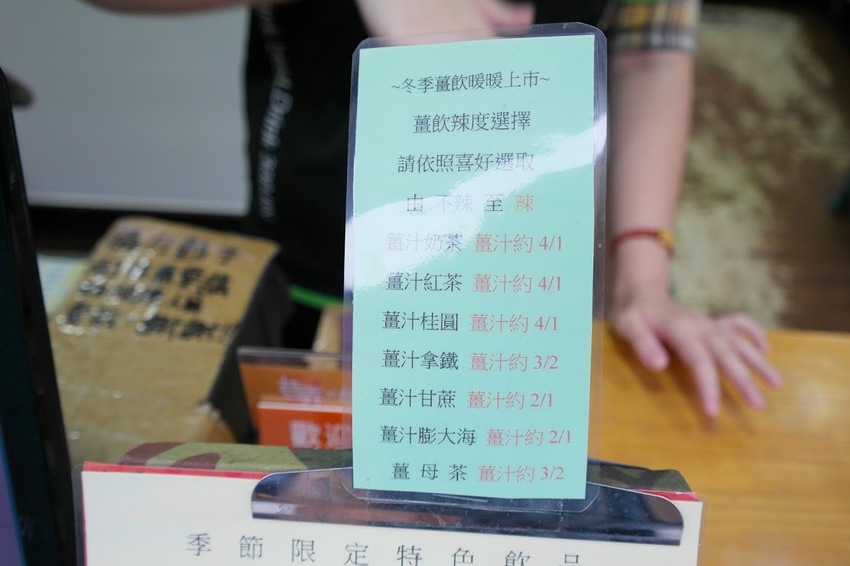 ~冬季薑飲暖暖上市~
薑飲辣度選擇
請依照喜好選取
由 不辣 至 辣
薑汁奶茶 薑汁約 4/1
薑汁紅茶 薑汁約 4/1
薑汁桂圓 薑汁約 4/1
薑汁拿鐵 薑汁約 3/2
薑汁甘蔗 薑汁約 2/1
薑汁膨大海 薑汁約 2/1
薑 母 茶 薑汁約 3/2
歡迎
季 節 限 定 特 色 飲 品